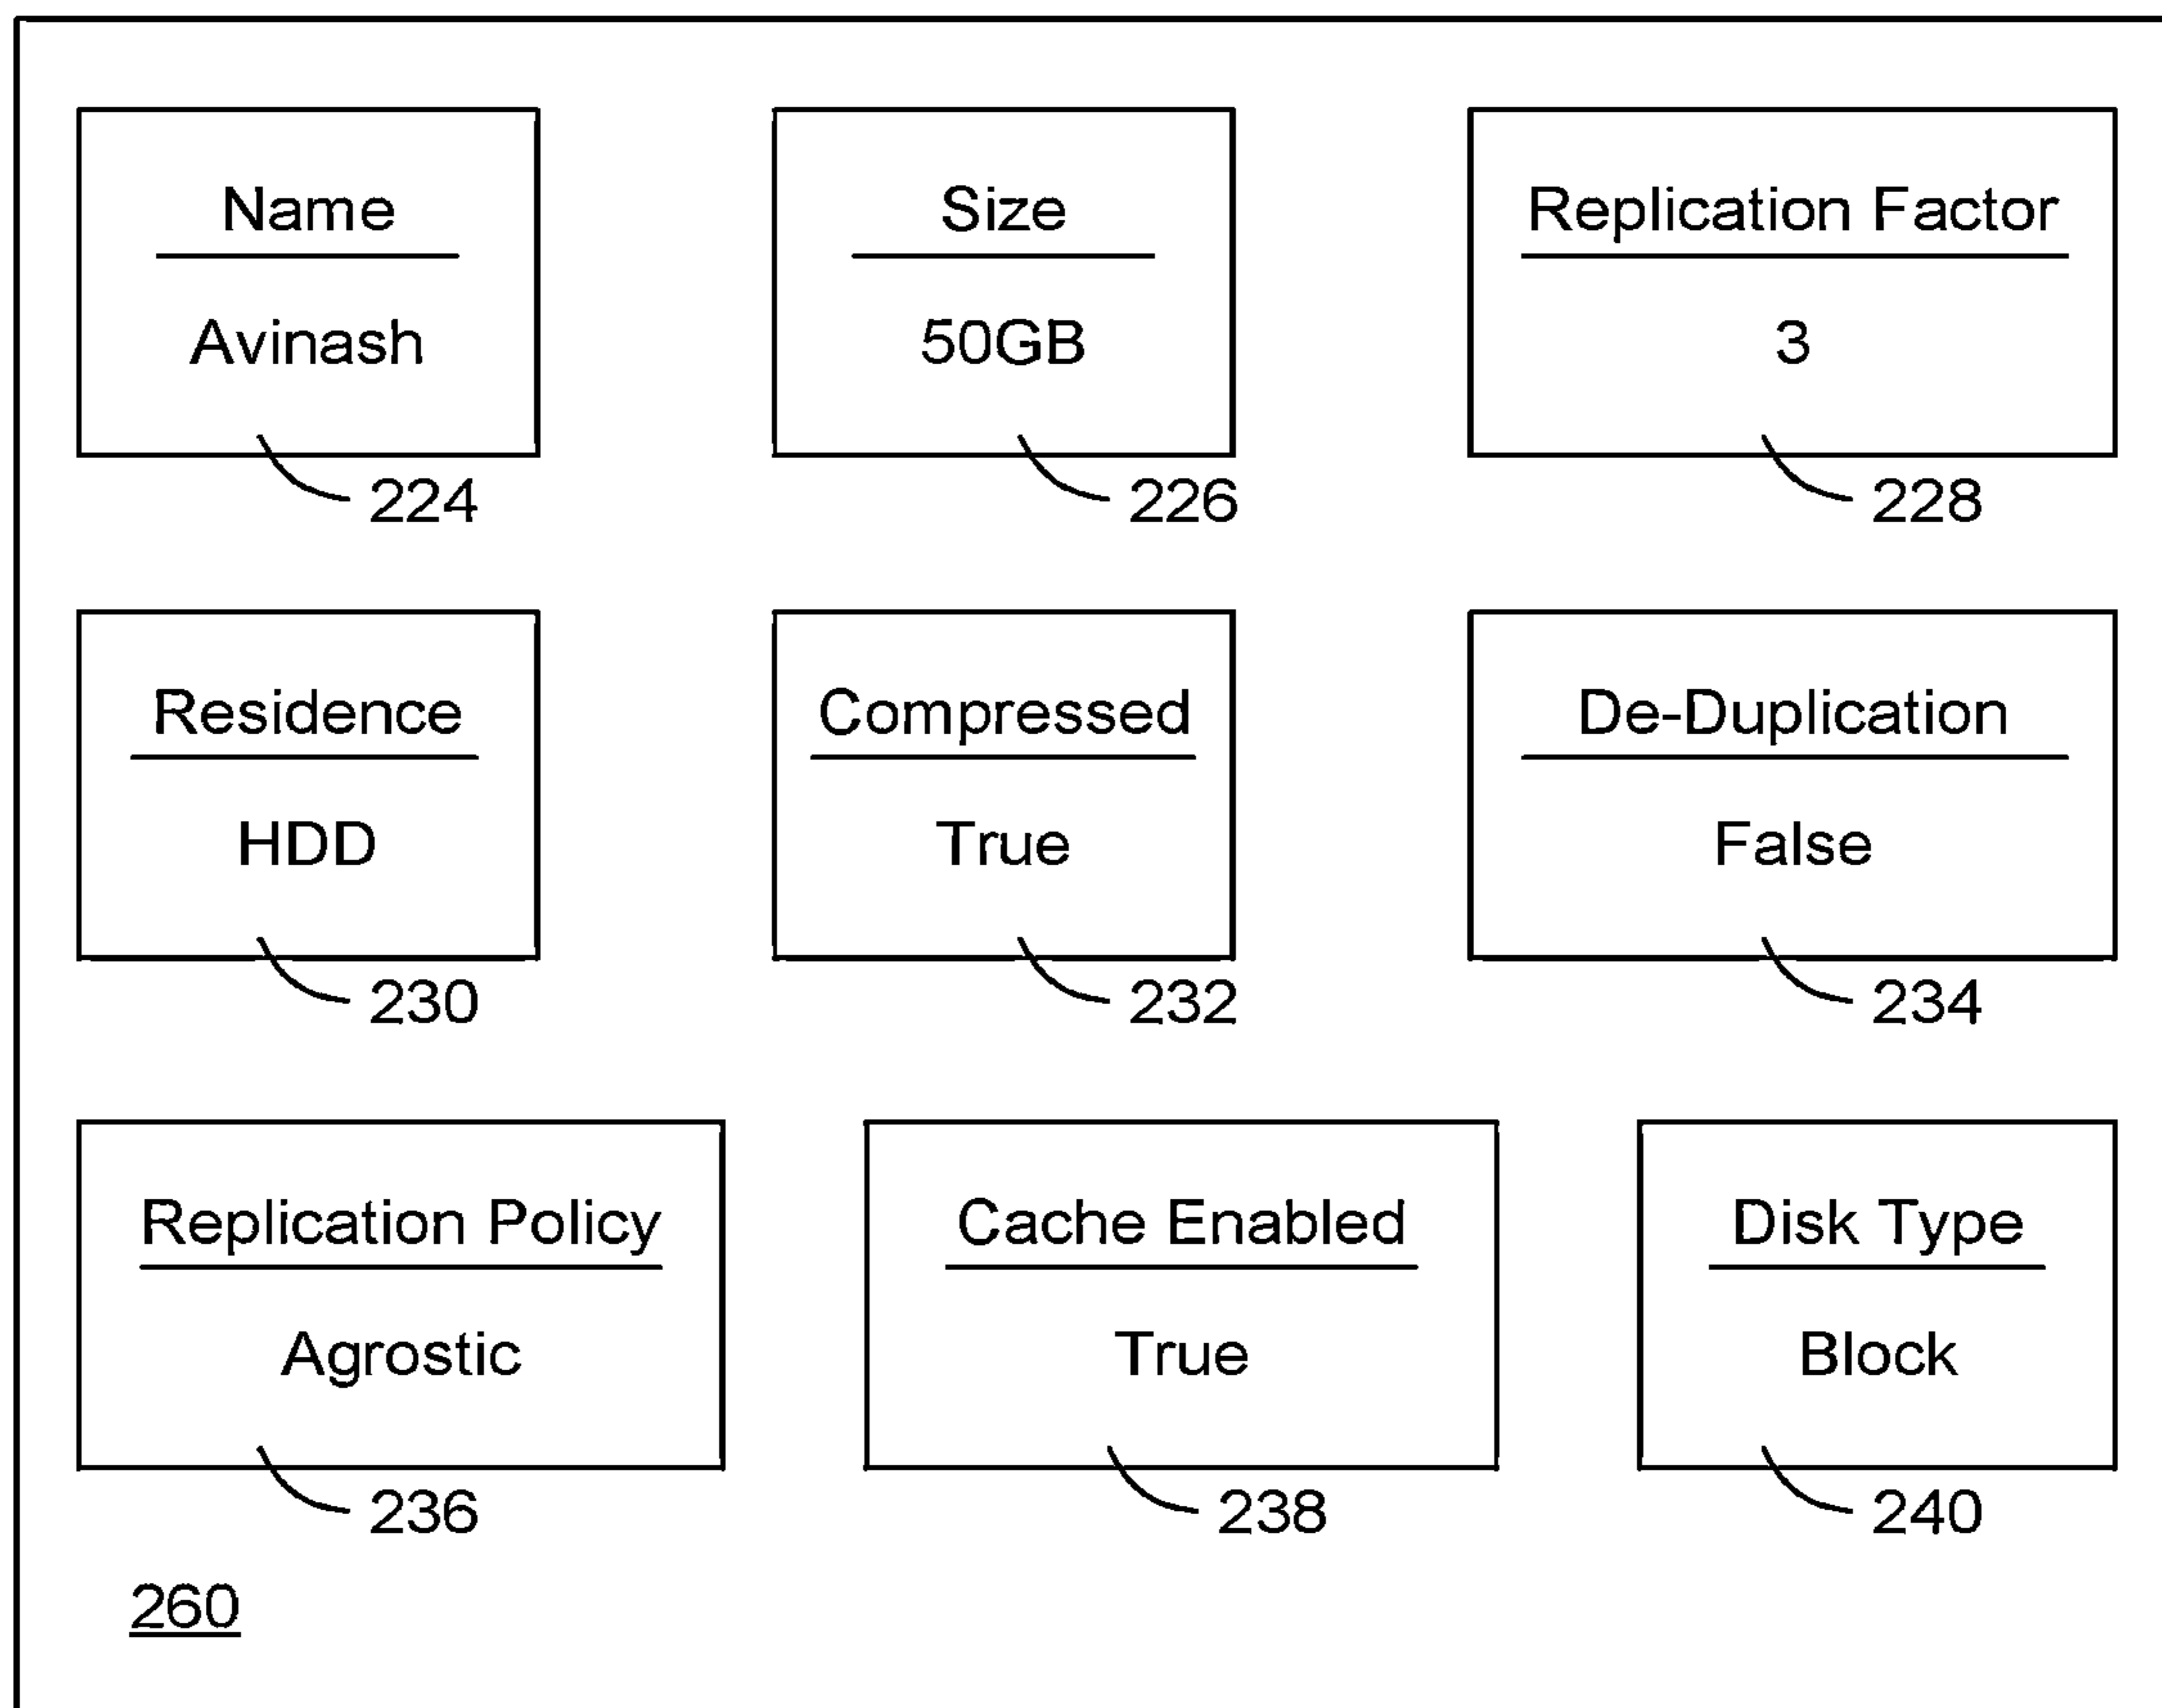 Name
Avinash
224
Size
50GB
226
Replication Factor
3
228
Residence
HDD
230
Compressed
True
232
De-Duplication
False
234
Replication Policy
Agrostic
236
Cache Enabled
True
238
Disk Type
Block
240
260